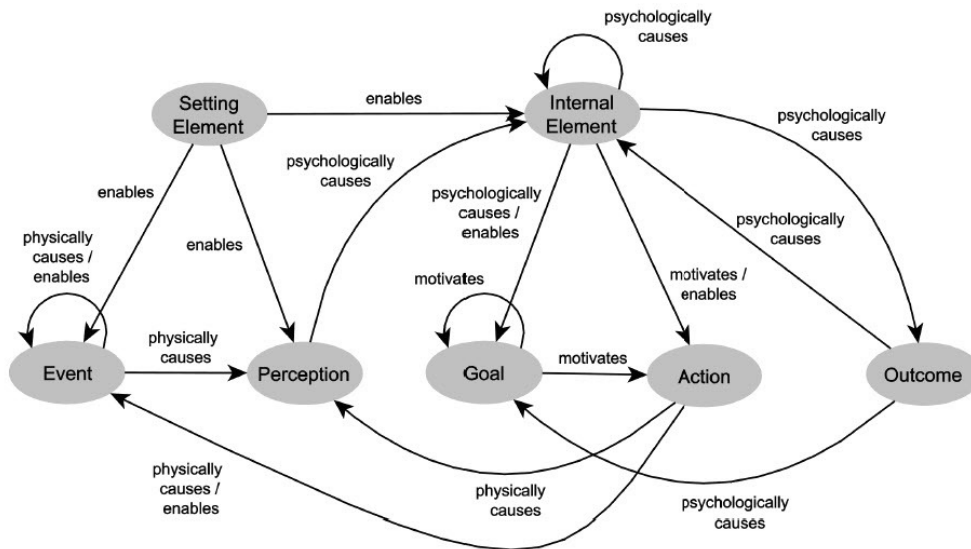 psychologically
causes
Setting
Element
enables
Internal
Element
psychologically
causes
psychologically
causes
enables
psychologically
causes /
enables
psychologically
causes
physically
causes /
enables
enables
motivates
motivates /
enables
physically
causes
motivates
Event
Perception
Goal
Action
Outcome
physically
causes /
enables
physically
causes
psychologically
causes